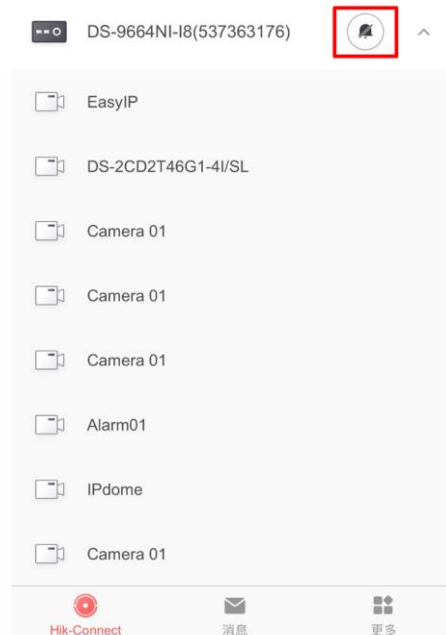 DS-9664NI-I8(537363176)
EasyIP
DS-2CD2T46G1-4I/SL
Camera 01
Camera 01
Camera 01
Alarm01
IPdome
Camera 01
Hik-Connect 消息 更多